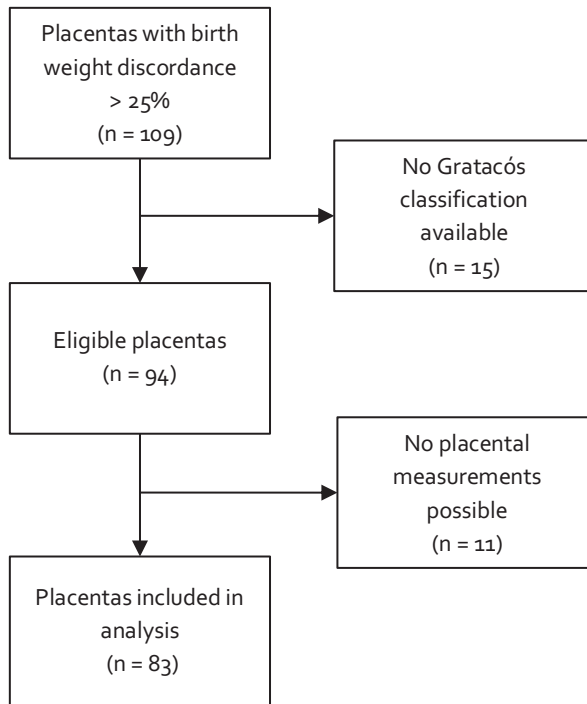 Placentas with birth
weight discordance
> 25%
(n = 109)
No Gratacós
classification
available
(n = 15)
Eligible placentas
(n = 94)
No placental
measurements
possible
(n = 11)
Placentas included in
analysis
(n = 83)